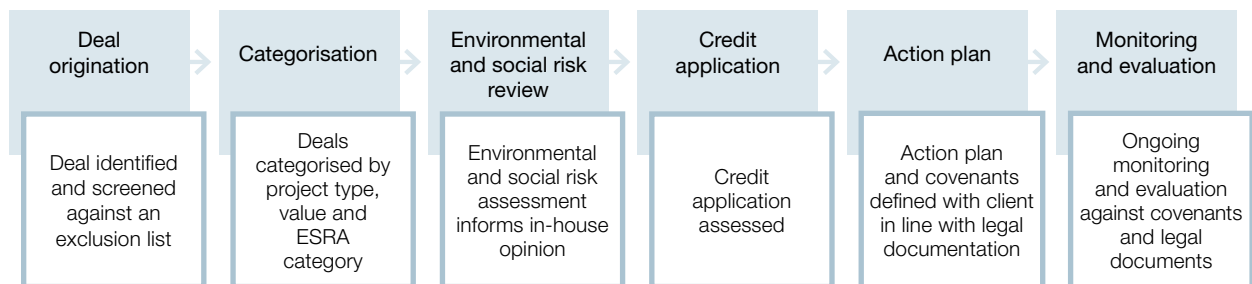 Deal
origination
Categorisation
Environmental
and social risk
review
Credit
application
Action plan
Monitoring
and evaluation
Deal identified
and screened
against an
exclusion list
Deals
categorised by
project type,
value and
ESRA
category
Environmental
and social risk
assessment
informs in-house
opinion
Credit
application
assessed
Action plan
and covenants
defined with client
in line with legal
documentation
Ongoing
monitoring
and evaluation
against covenants
and legal
documents